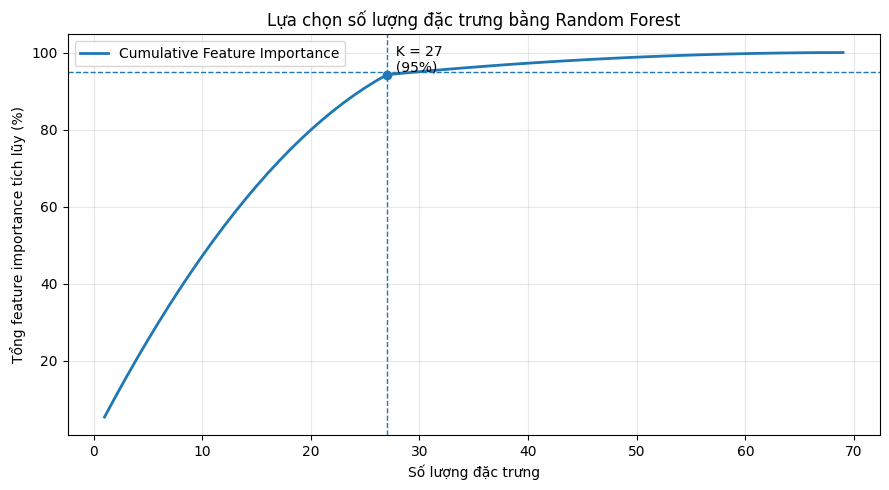 Lựa chọn số lượng đặc trưng bằng Random Forest
Cumulative Feature Importance
K = 27
(95%)
Tổng feature importance tích lũy (%)
100
80
60
40
20
0 10 20 30 40 50 60 70
Số lượng đặc trưng